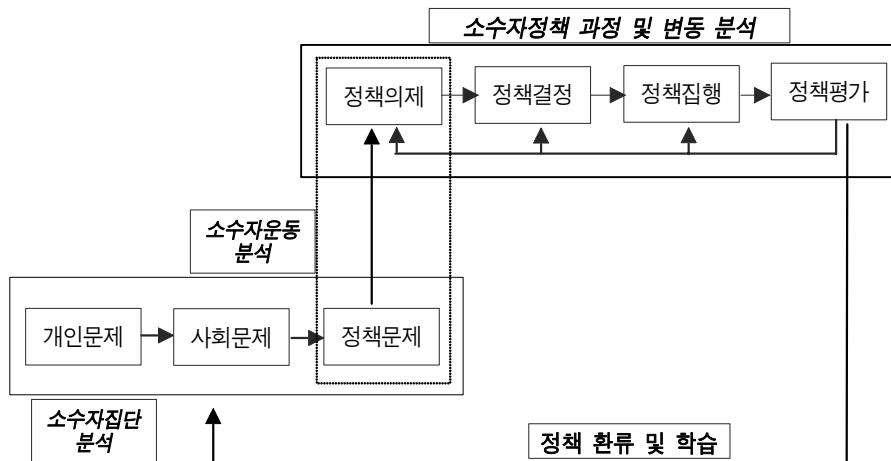 소수자정책 과정 및 변동 분석
정책의제
정책결정
정책집행
정책평가
소수자운동
분석
개인문제
사회문제
정책문제
소수자집단
분석
정책 환류 및 학습